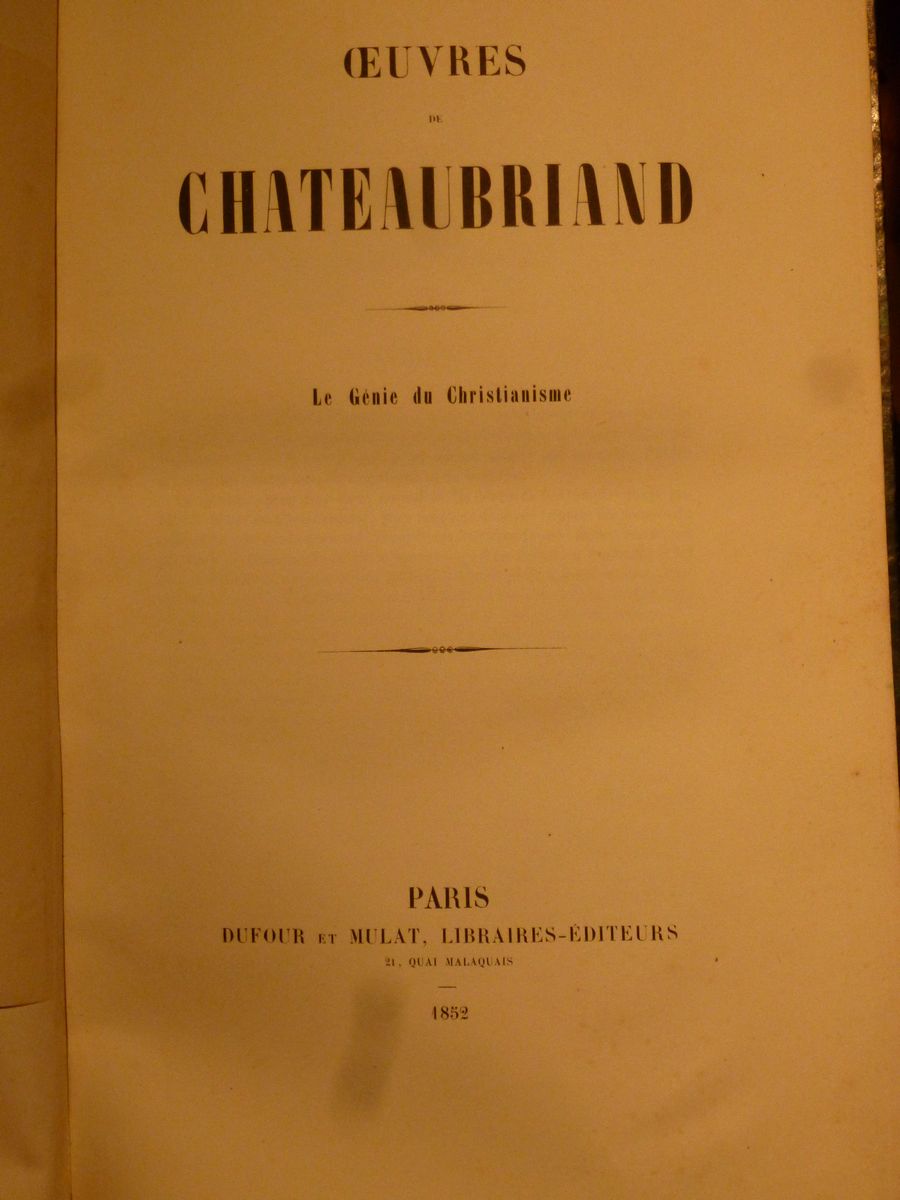 ŒUVRES
DE
CHATEAUBRIAND
Le Génie du Christianisme
PARIS
DUFOUR ET MULAT, LIBRAIRES-ÉDITEURS
21, QUAI MALAQUAIS
1852